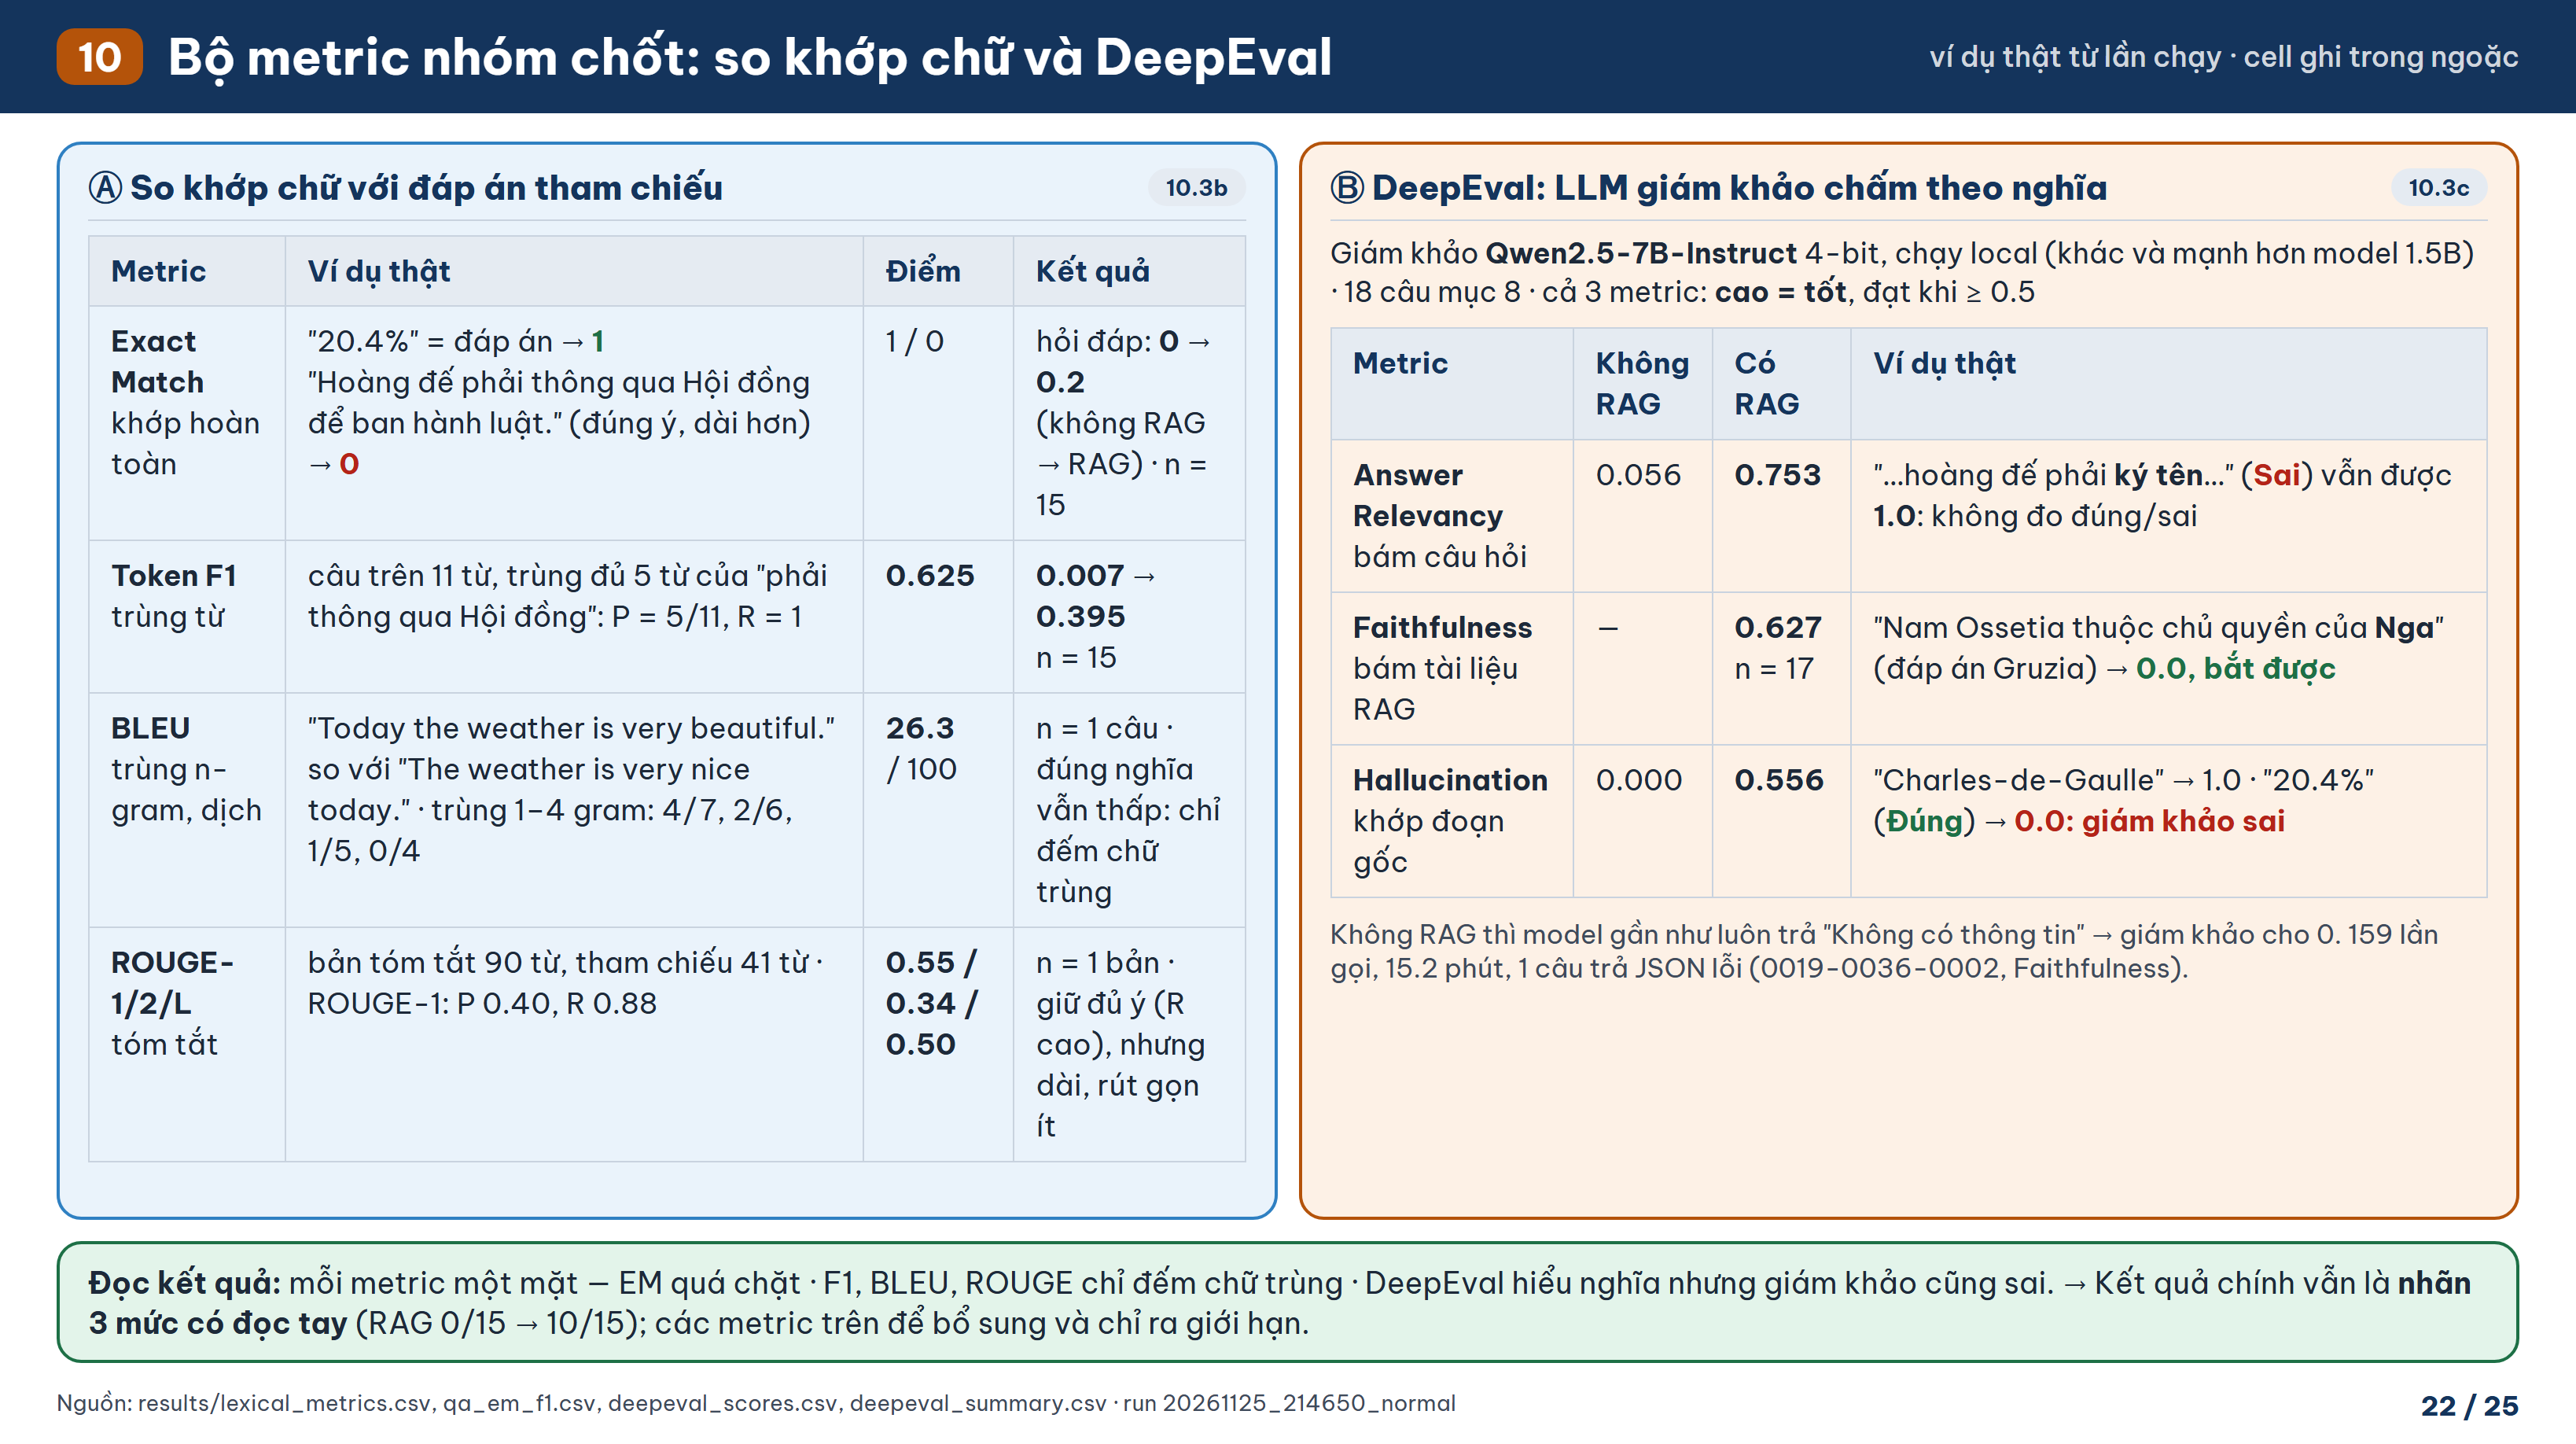 10 Bộ metric nhóm chốt: so khớp chữ và DeepEval
ví dụ thật từ lần chạy · cell ghi trong ngoặc
Ⓐ So khớp chữ với đáp án tham chiếu
10.3b
Metric
Ví dụ thật
Điểm
Kết quả
Exact
Match
khớp hoàn
toàn
"20.4%" = đáp án → 1
"Hoàng đế phải thông qua Hội đồng
để ban hành luật." (đúng ý, dài hơn)
→ 0
1 / 0
hỏi đáp: 0 →
0.2
(không RAG
→ RAG) · n =
15
Token F1
trùng từ
câu trên 11 từ, trùng đủ 5 từ của "phải
thông qua Hội đồng": P = 5/11, R = 1
0.625
0.007 →
0.395
n = 15
BLEU
trùng n-
gram, dịch
"Today the weather is very beautiful."
so với "The weather is very nice
today." · trùng 1–4 gram: 4/7, 2/6,
1/5, 0/4
26.3
/ 100
n = 1 câu ·
đúng nghĩa
vẫn thấp: chỉ
đếm chữ
trùng
ROUGE-
1/2/L
tóm tắt
bản tóm tắt 90 từ, tham chiếu 41 từ ·
ROUGE-1: P 0.40, R 0.88
0.55 /
0.34 /
0.50
n = 1 bản ·
giữ đủ ý (R
cao), nhưng
dài, rút gọn
ít
Ⓑ DeepEval: LLM giám khảo chấm theo nghĩa
10.3c
Giám khảo Qwen2.5-7B-Instruct 4-bit, chạy local (khác và mạnh hơn model 1.5B)
· 18 câu mục 8 · cả 3 metric: cao = tốt, đạt khi ≥ 0.5
Metric
Không
RAG
Có
RAG
Ví dụ thật
Answer
Relevancy
bám câu hỏi
0.056
0.753
"…hoàng đế phải ký tên…" (Sai) vẫn được
1.0: không đo đúng/sai
Faithfulness
bám tài liệu
RAG
—
0.627
n = 17
"Nam Ossetia thuộc chủ quyền của Nga"
(đáp án Gruzia) → 0.0, bắt được
Hallucination
khớp đoạn
gốc
0.000
0.556
"Charles-de-Gaulle" → 1.0 · "20.4%"
(Đúng) → 0.0: giám khảo sai
Không RAG thì model gần như luôn trả "Không có thông tin" → giám khảo cho 0. 159 lần
gọi, 15.2 phút, 1 câu trả JSON lỗi (0019-0036-0002, Faithfulness).
Đọc kết quả: mỗi metric một mặt — EM quá chặt · F1, BLEU, ROUGE chỉ đếm chữ trùng · DeepEval hiểu nghĩa nhưng giám khảo cũng sai. → Kết quả chính vẫn là nhãn
3 mức có đọc tay (RAG 0/15 → 10/15); các metric trên để bổ sung và chỉ ra giới hạn.
Nguồn: results/lexical_metrics.csv, qa_em_f1.csv, deepeval_scores.csv, deepeval_summary.csv · run 20261125_214650_normal
22 / 25